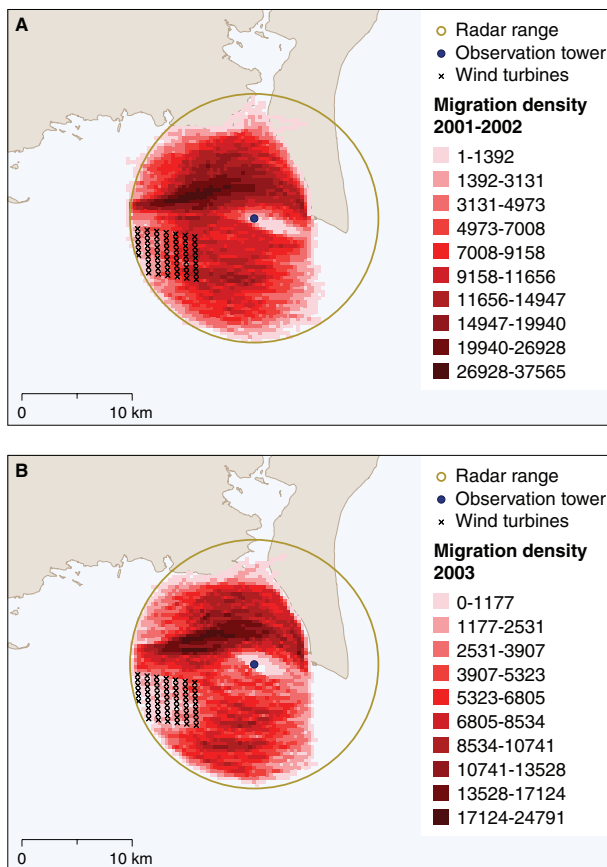 A
Radar range
Observation tower
Wind turbines
Migration density
2001-2002
1-1392
1392-3131
3131-4973
4973-7008
7008-9158
9158-11656
11656-14947
14947-19940
19940-26928
26928-37565
0 10 km
B
Radar range
Observation tower
Wind turbines
Migration density
2003
0-1177
1177-2531
2531-3907
3907-5323
5323-6805
6805-8534
8534-10741
10741-13528
13528-17124
17124-24791
0 10 km